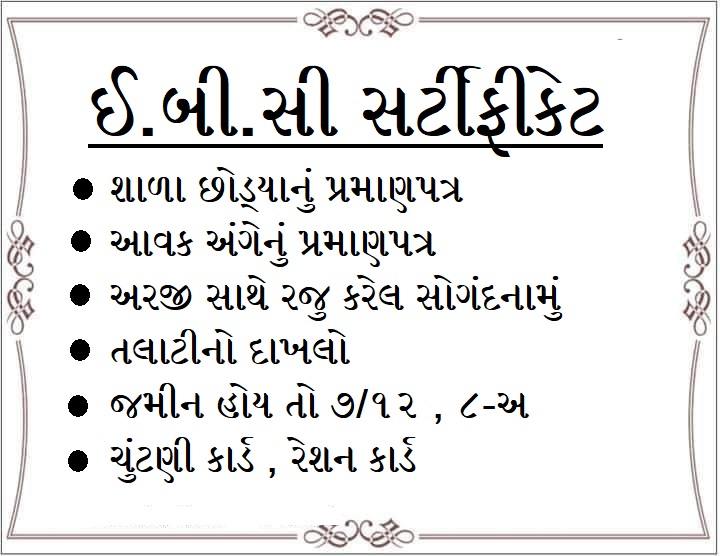 ઈ.બી.સી સર્ટીફીકેટ
● શાળા છોડ્યાનું પ્રમાણપત્ર
● આવક અંગેનું પ્રમાણપત્ર
● અરજી સાથે રજુ કરેલ સોગંદનામું
● તલાટીનો દાખલો
● જમીન હોય તો ૭/૧૨ , ૮-અ
● ચુંટણી કાર્ડ , રેશન કાર્ડ